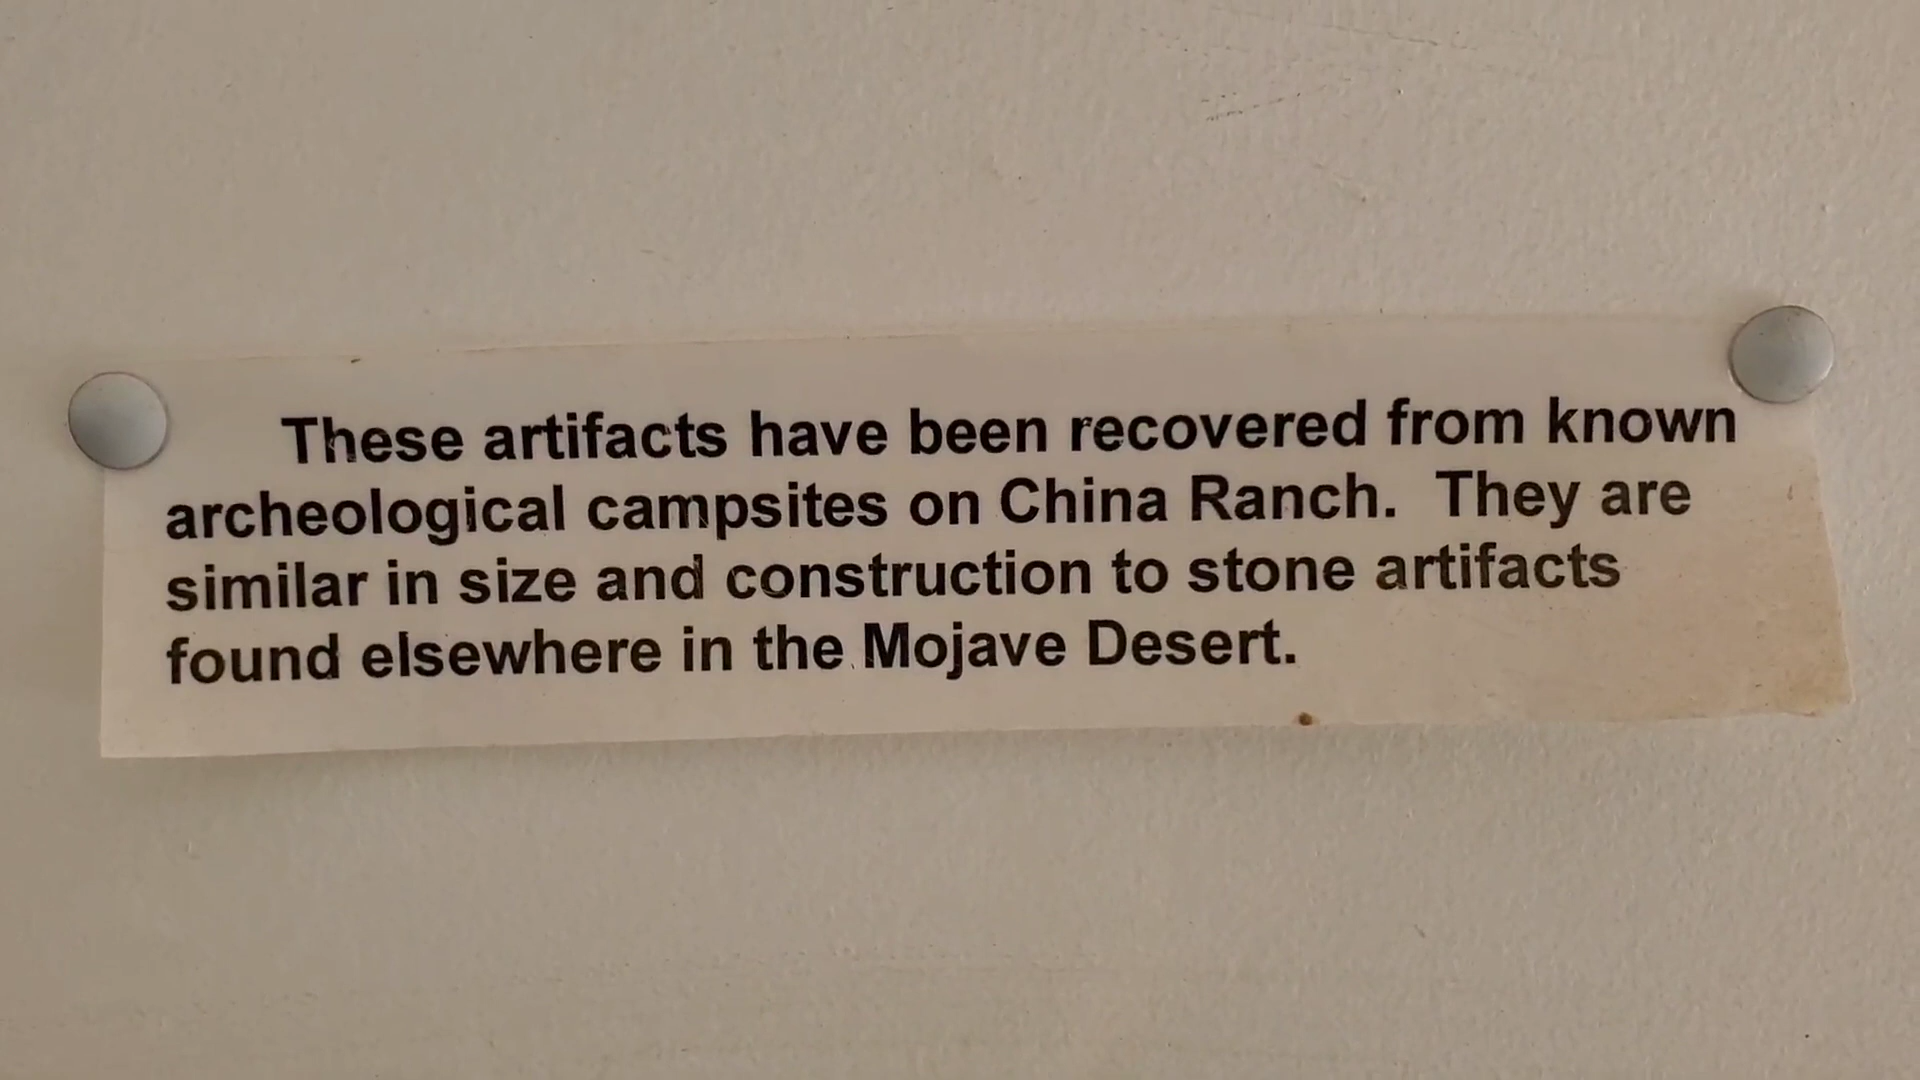 These artifacts have been recovered from known
archeological campsites on China Ranch. They are
similar in size and construction to stone artifacts
found elsewhere in the Mojave Desert.